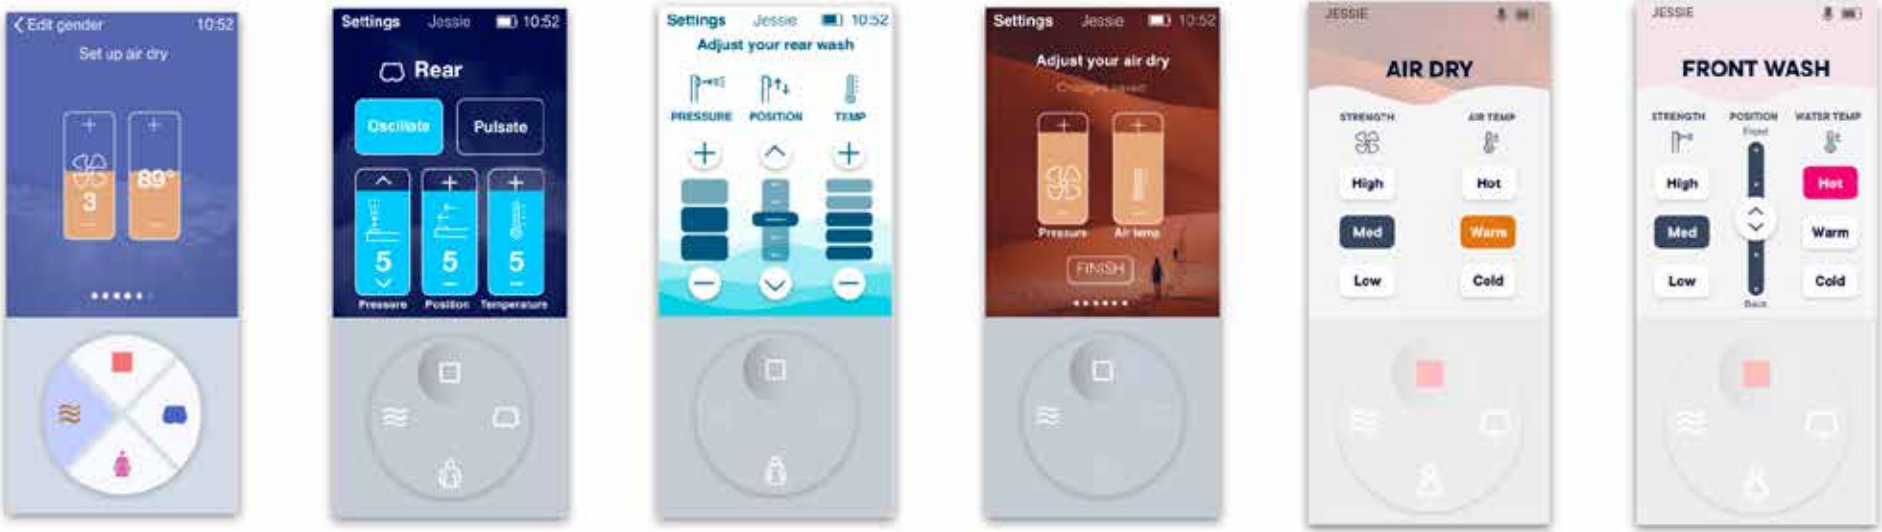 Edit gender 10:52
Set up air dry
+ +
3 89°
Settings Jessie 10:52
Rear
Oscillate Pulsate
+ +
5 5 5
Pressure Position Temperature
Settings Jessie 10:52
Adjust your rear wash
PRESSURE POSITION TEMP
Settings Jessie 10:52
Adjust your air dry
Changes saved
+ +
Pressure Air temp
FINISH
JESSIE
AIR DRY
STRENGTH AIR TEMP
High Hot
Med Warm
Low Cold
JESSIE
FRONT WASH
STRENGTH POSITION WATER TEMP
Front
High Hot
Med Warm
Low Cold
Back